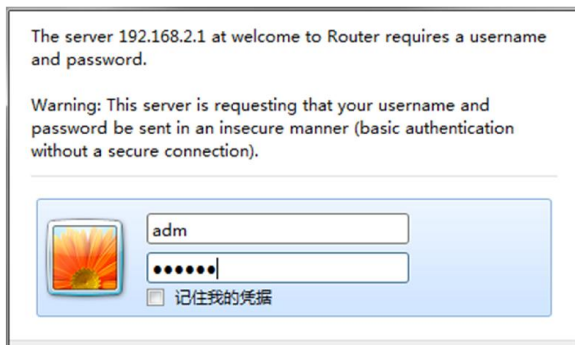 The server 192.168.2.1 at welcome to Router requires a username
and password.
Warning: This server is requesting that your username and
password be sent in an insecure manner (basic authentication
without a secure connection).
adm
●●●●●●
记住我的凭据